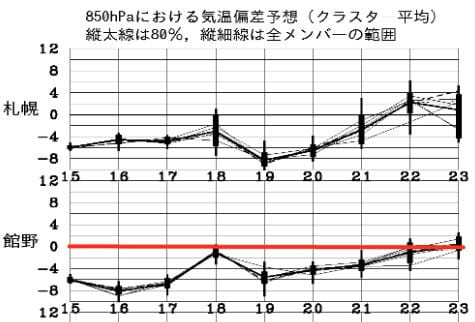 850hPaにおける気温偏差予想（クラスタ－平均）
縦太線は80％，縦細線は全メンバーの範囲
札幌
12
8
4
0
－4
－8
15 16 17 18 19 20 21 22 23
館野
12
8
4
0
－4
－8
12
15 16 17 18 19 20 21 22 23